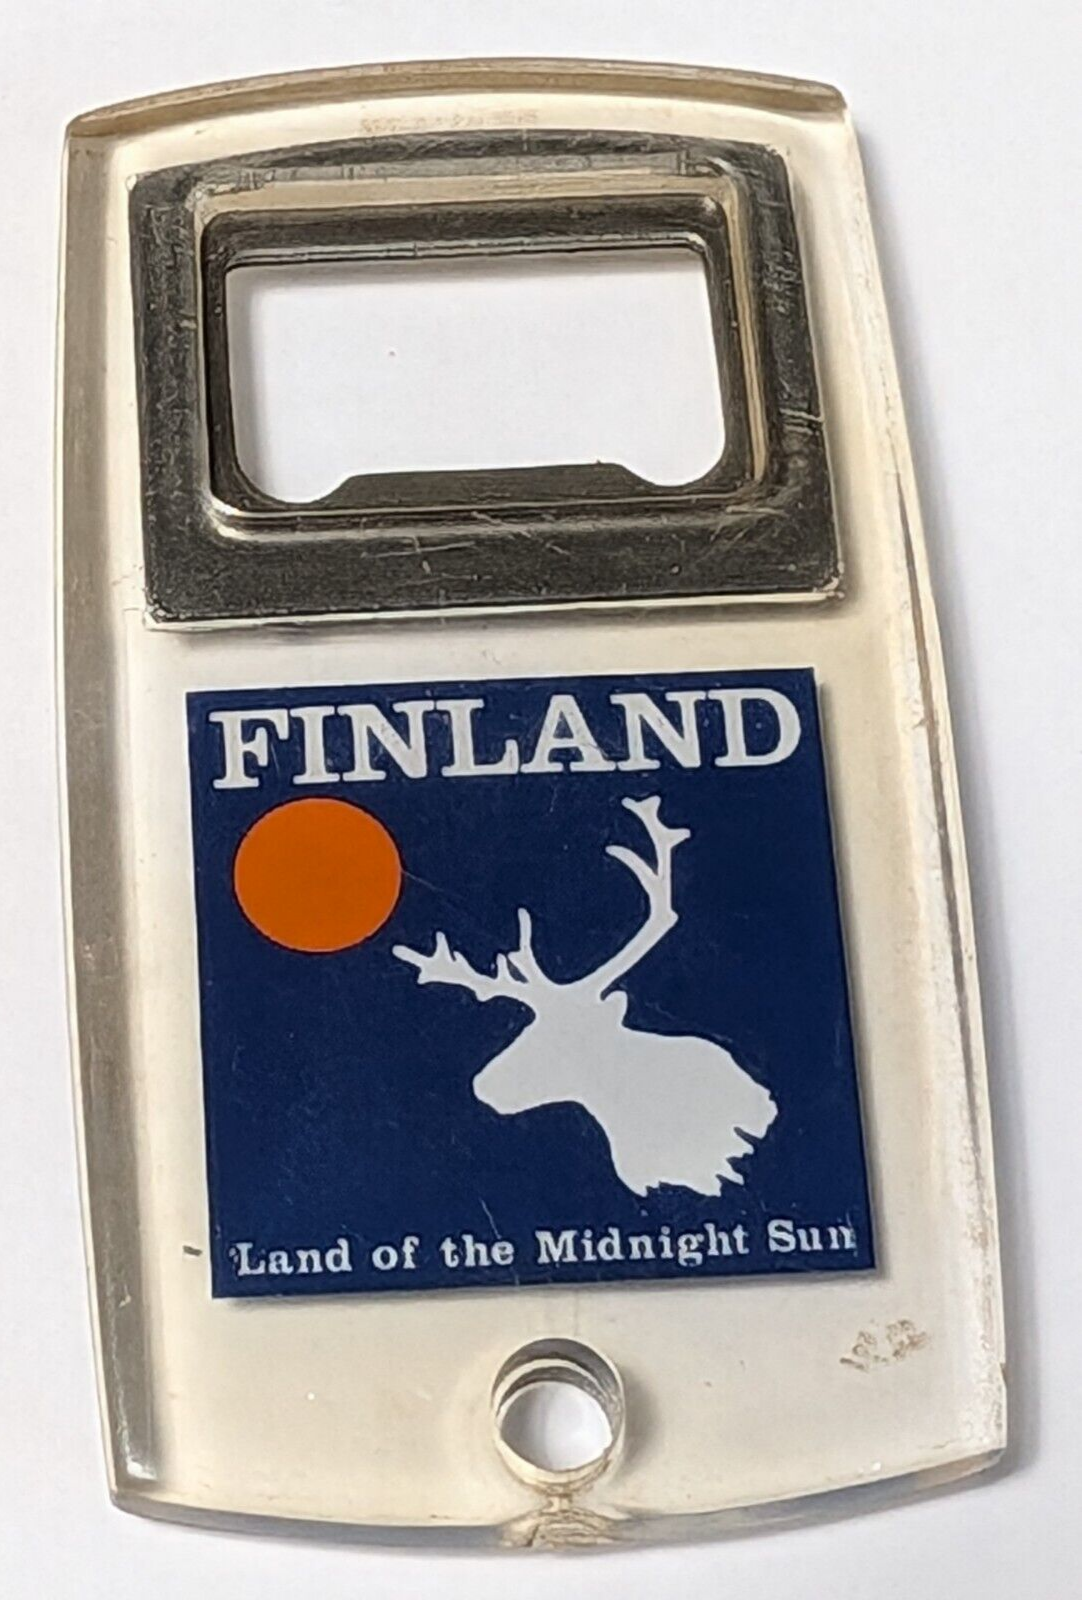 FINLAND
Land of the Midnight Sun